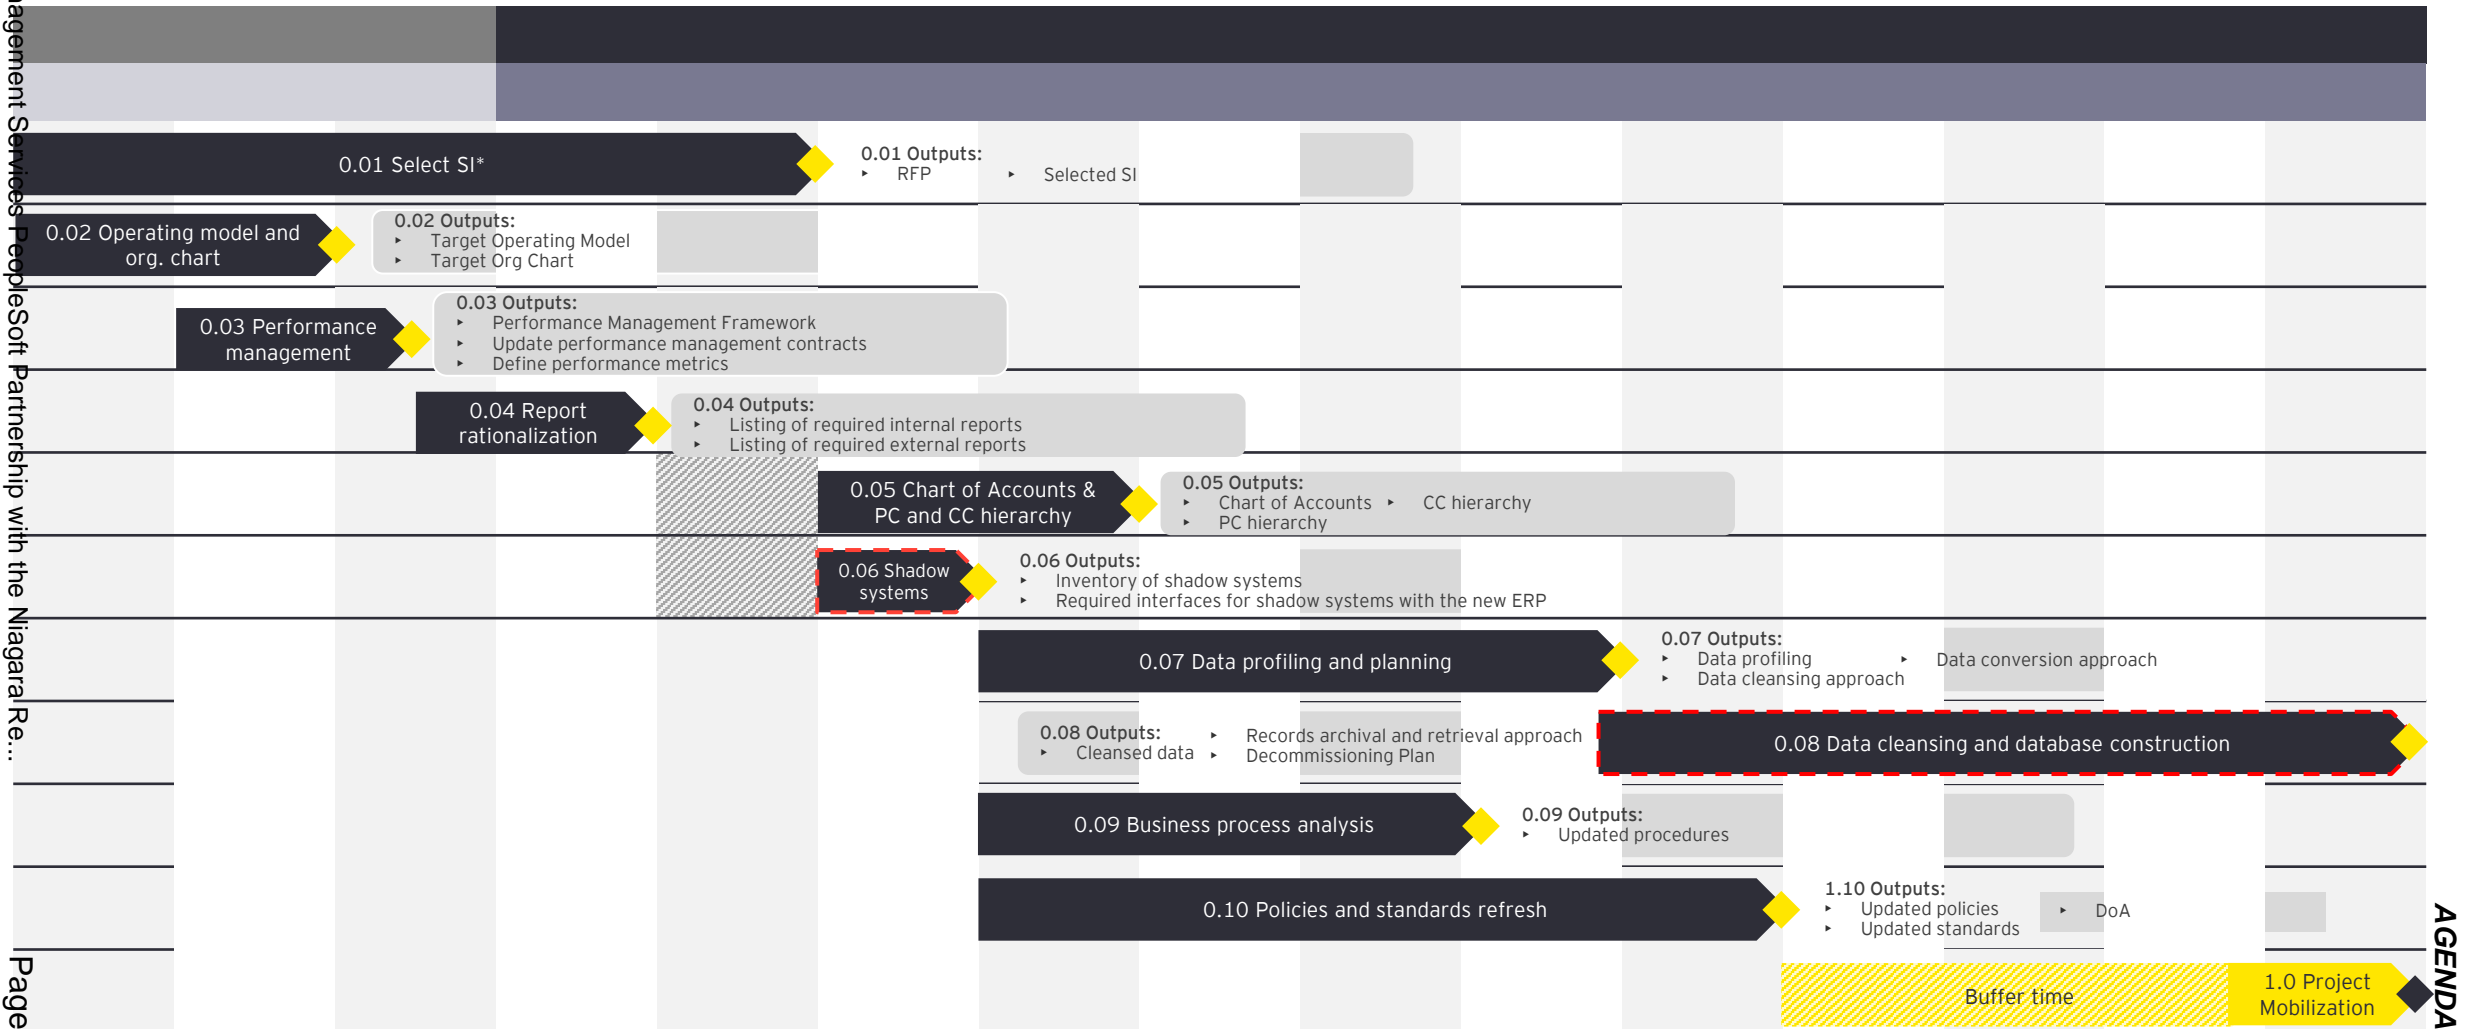 0.01 Select SI*
0.01 Outputs:
‣ RFP ‣ Selected SI
0.02 Operating model and
org. chart
0.02 Outputs:
‣ Target Operating Model
‣ Target Org Chart
0.03 Performance
management
0.03 Outputs:
‣ Performance Management Framework
‣ Update performance management contracts
‣ Define performance metrics
0.04 Report
rationalization
0.04 Outputs:
‣ Listing of required internal reports
‣ Listing of required external reports
0.05 Chart of Accounts &
PC and CC hierarchy
0.05 Outputs:
‣ Chart of Accounts ‣ CC hierarchy
‣ PC hierarchy
0.06 Shadow
systems
0.06 Outputs:
‣ Inventory of shadow systems
‣ Required interfaces for shadow systems with the new ERP
0.07 Data profiling and planning
0.07 Outputs:
‣ Data profiling ‣ Data conversion approach
‣ Data cleansing approach
0.08 Outputs:
‣ Cleansed data
‣ Records archival and retrieval approach
‣ Decommissioning Plan
0.08 Data cleansing and database construction
0.09 Business process analysis
0.09 Outputs:
‣ Updated procedures
0.10 Policies and standards refresh
1.10 Outputs:
‣ Updated policies ‣ DoA
‣ Updated standards
Buffer time
1.0 Project
Mobilization
Services PeopleSoft Partnership with the Niagara Re...
Page
AGENDA